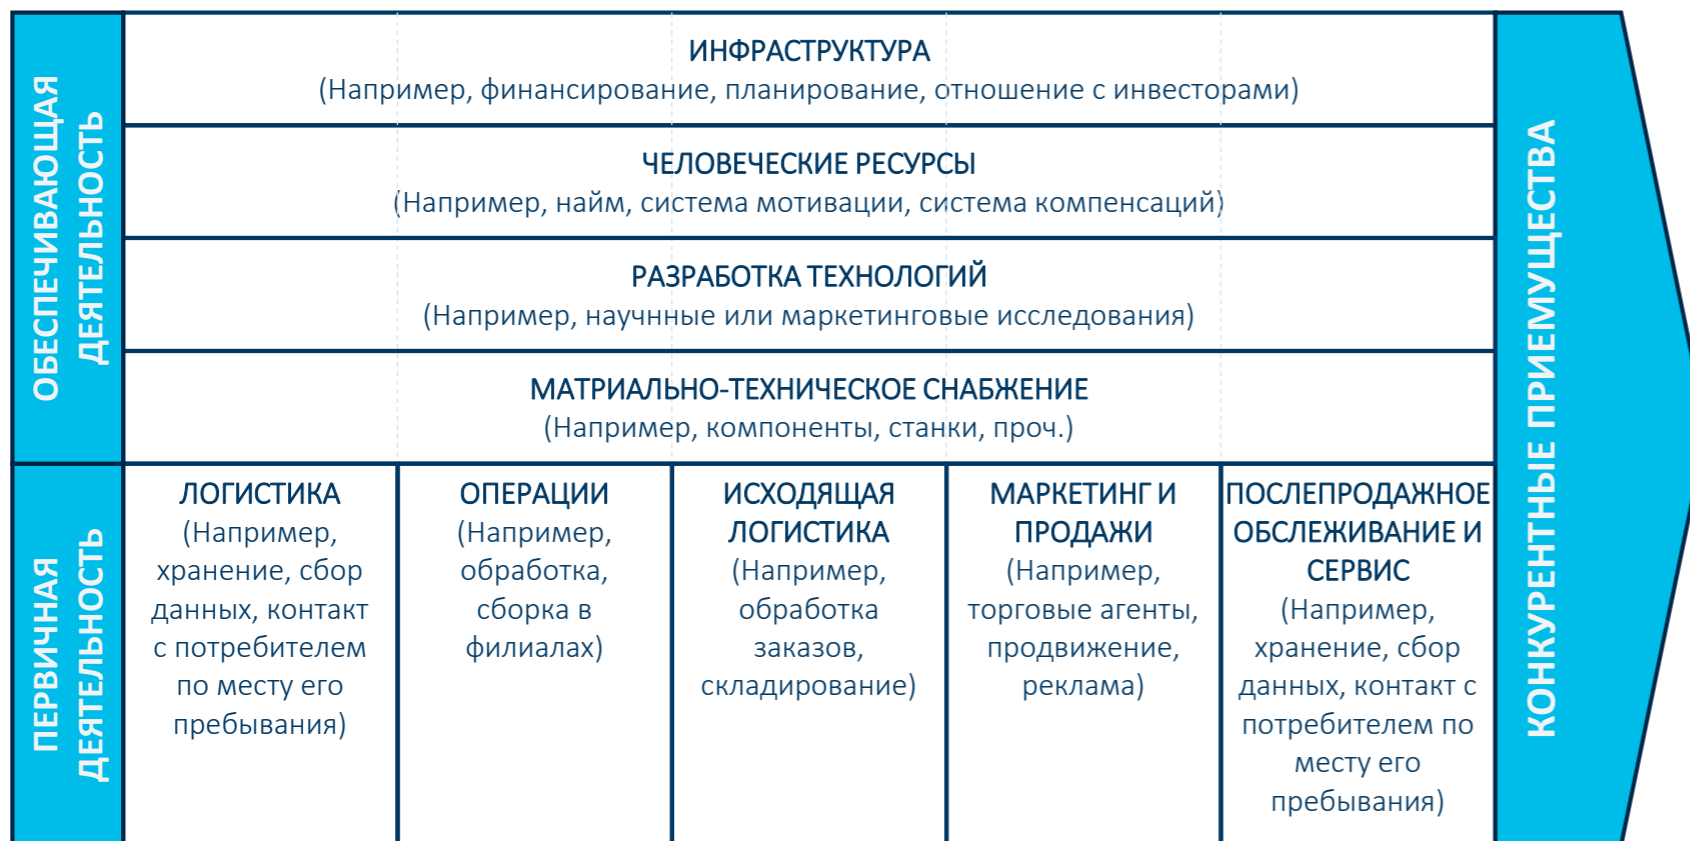 ОБЕСПЕЧИВАЮЩАЯ
ДЕЯТЕЛЬНОСТЬ
ИНФРАСТРУКТУРА
(Например, финансирование, планирование, отношение с инвесторами)
ЧЕЛОВЕЧЕСКИЕ РЕСУРСЫ
(Например, найм, система мотивации, система компенсаций)
РАЗРАБОТКА ТЕХНОЛОГИЙ
(Например, научнные или маркетинговые исследования)
МАТРИАЛЬНО-ТЕХНИЧЕСКОЕ СНАБЖЕНИЕ
(Например, компоненты, станки, проч.)
ПЕРВИЧНАЯ
ДЕЯТЕЛЬНОСТЬ
ЛОГИСТИКА
(Например,
хранение, сбор
данных, контакт
с потребителем
по месту его
пребывания)
ОПЕРАЦИИ
(Например,
обработка,
сборка в
филиалах)
ИСХОДЯЩАЯ
ЛОГИСТИКА
(Например,
обработка
заказов,
складирование)
МАРКЕТИНГ И
ПРОДАЖИ
(Например,
торговые агенты,
продвижение,
реклама)
ПОСЛЕПРОДАЖНОЕ
ОБСЛЕЖИВАНИЕ И
СЕРВИС
(Например,
хранение, сбор
данных, контакт с
потребителем по
месту его
пребывания)
КОНКУРЕНТНЫЕ ПРИЕМУЩЕСТВА